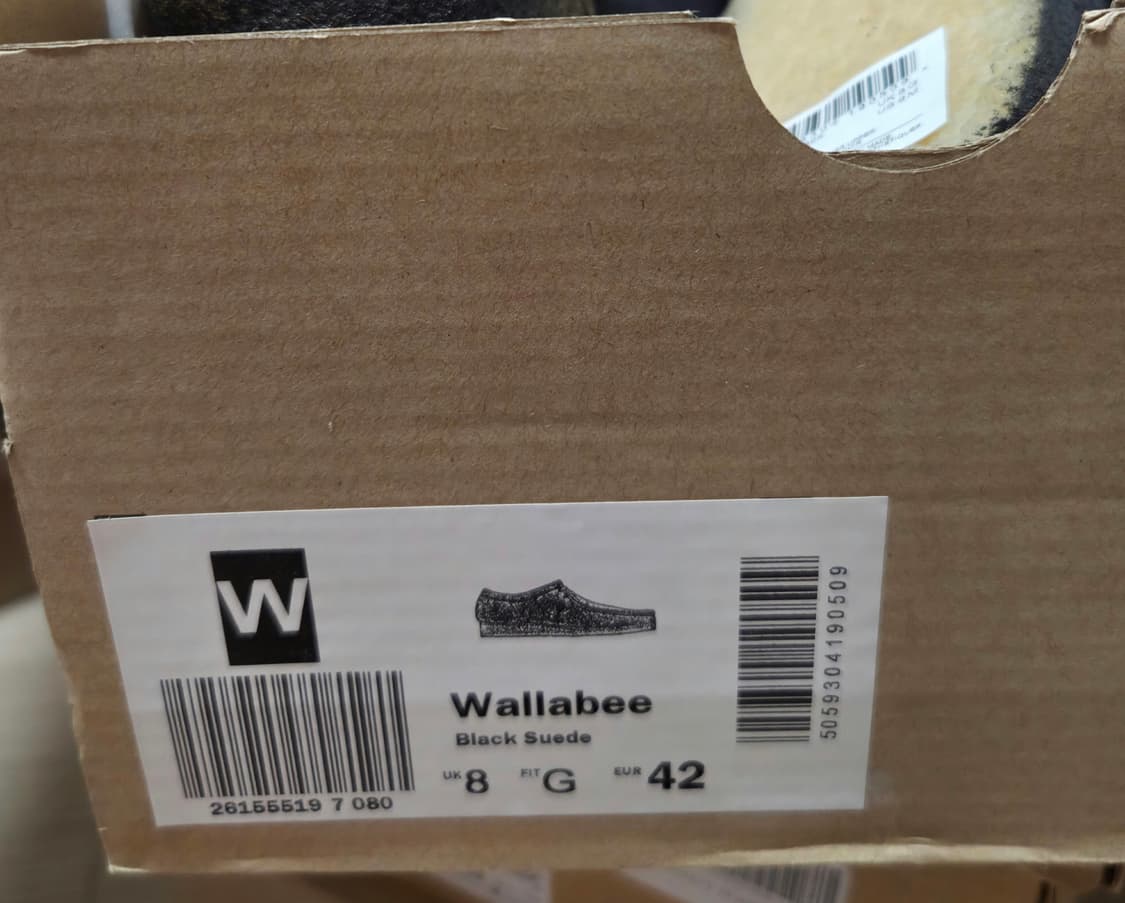 W
26155519 7 080
Wallabee
Black Suede
UK 8 FIT G EUR 42
5059304190509